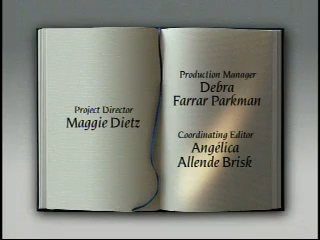 Project Director
Maggie Dietz
Production Manager
Debra
Farrar Parkman
Coordinating Editor
Angélica
Allende Brisk